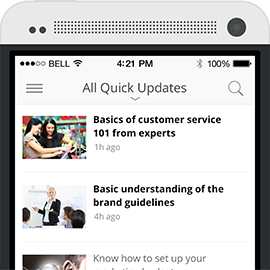 BELL 4:21 PM 100%
All Quick Updates
Basics of customer service
101 from experts
1h ago
Basic understanding of the
brand guidelines
4h ago
Know how to set up your